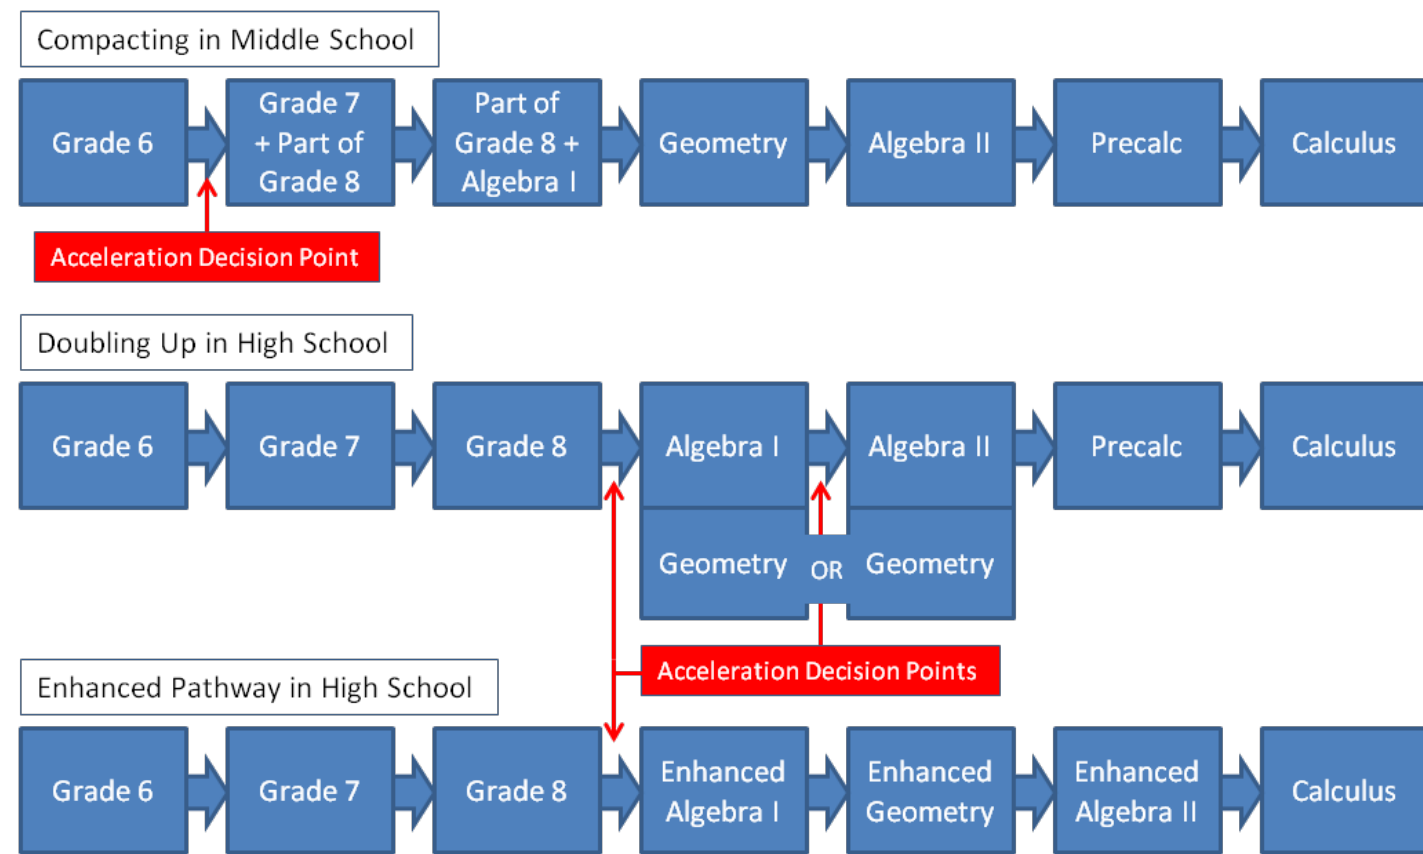 Compacting in Middle School
Grade 6
Grade 7
+ Part of
Grade 8
Part of
Grade 8 +
Algebra I
Geometry
Algebra II
Precalc
Calculus
Acceleration Decision Point
Doubling Up in High School
Grade 6
Grade 7
Grade 8
Algebra I
Algebra II
Precalc
Calculus
Geometry
OR
Geometry
Acceleration Decision Points
Enhanced Pathway in High School
Grade 6
Grade 7
Grade 8
Enhanced
Algebra I
Enhanced
Geometry
Enhanced
Algebra II
Calculus